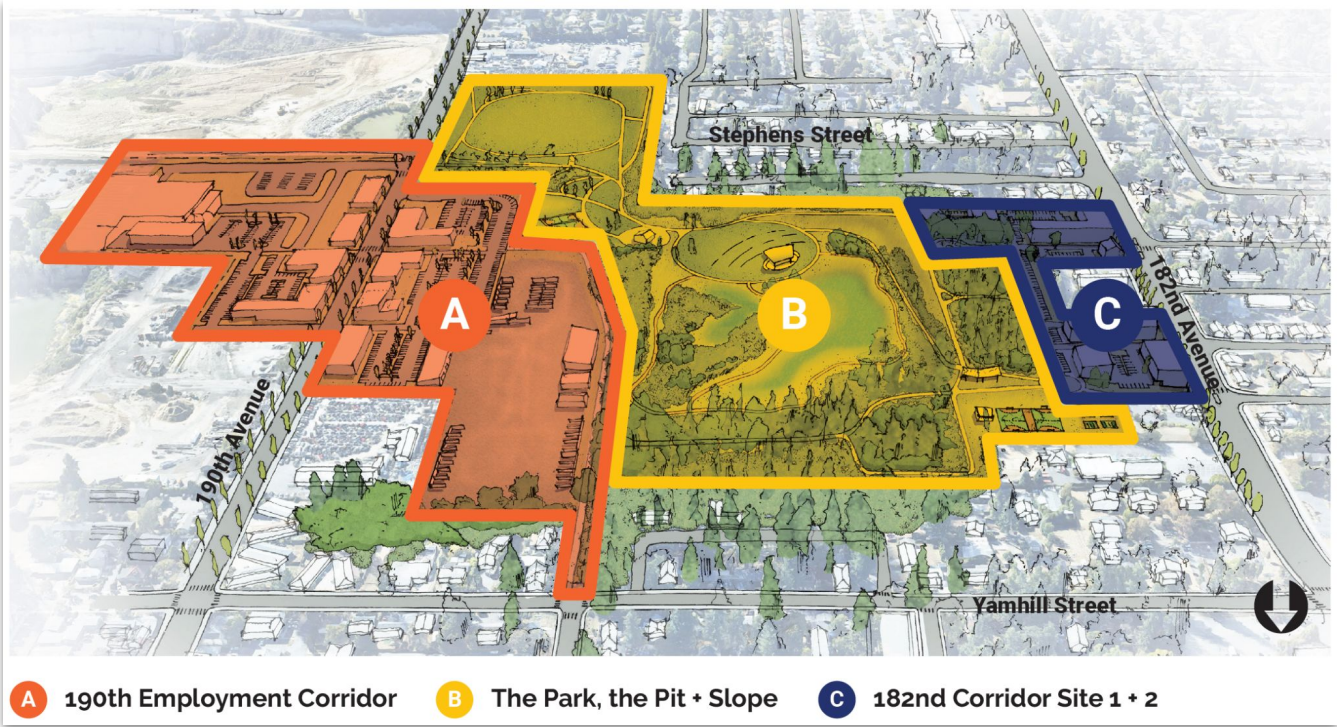 Stephens Street
182nd Avenue
A
B
C
190th Avenue
Yamhill Street
A 190th Employment Corridor
B The Park, the Pit + Slope
C 182nd Corridor Site 1 + 2